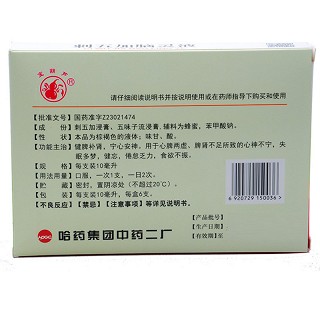 请仔细阅读说明书并按说明使用或在药师指导下购买和使用
【批准文号】国药准字Z23021474
【成　　份】刺五加浸膏、五味子流浸膏、辅料为蜂蜜，苯甲酸钠。
【性　　状】本品为棕褐色的液体；味甘、酸。
【功能主治】健脾补肾，宁心安神。用于心脾两虚、脾肾不足所致的心神不宁，失
眠多梦，健忘，倦怠乏力，食欲不振。
【规　　格】每支装10毫升
【用法用量】口服，一次1支，一日2次。
【贮　　藏】密封，置阴凉处（不超过20℃）。
【包　　装】每支装10毫升，每盒6支。
【不良反应】【禁忌】【注意事项】等详见说明书。
6 920729 150036
【产品批号】
【生产日期】
【有效期】至
哈药集团中药二厂